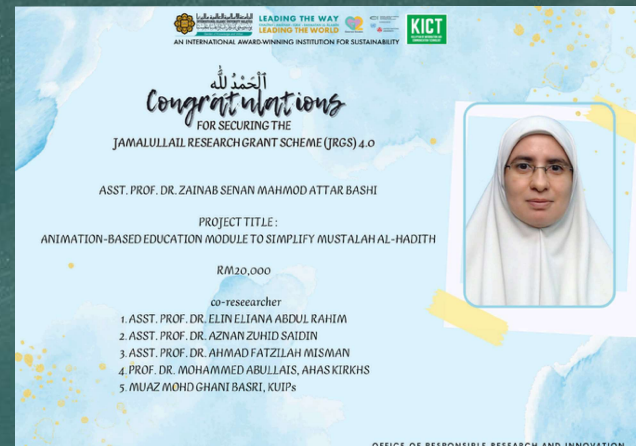 LEADING THE WAY
LEADING THE WORLD
KICT
AN INTERNATIONAL AWARD-WINNING INSTITUTION FOR SUSTAINABILITY
اَلْحَمْدُ لِلّٰه
Congratulations
FOR SECURING THE
JAMALULLAIL RESEARCH GRANT SCHEME (JRGS) 4.0
ASST. PROF. DR. ZAINAB SENAN MAHMOD ATTAR BASHI
PROJECT TITLE :
ANIMATION-BASED EDUCATION MODULE TO SIMPLIFY MUSTALAH AL-HADITH
RM20,000
co-reseearcher
1. ASST. PROF. DR. ELIN ELIANA ABDUL RAHIM
2. ASST. PROF. DR. AZNAN ZUHID SAIDIN
3. ASST. PROF. DR. AHMAD FATZILAH MISMAN
4. PROF. DR. MOHAMMED ABULLAIS, AHAS KIRKHS
5. MUAZ MOHD GHANI BASRI, KUIPs
OFFICE OF RESPONSIBLE RESEARCH AND INNOVATION